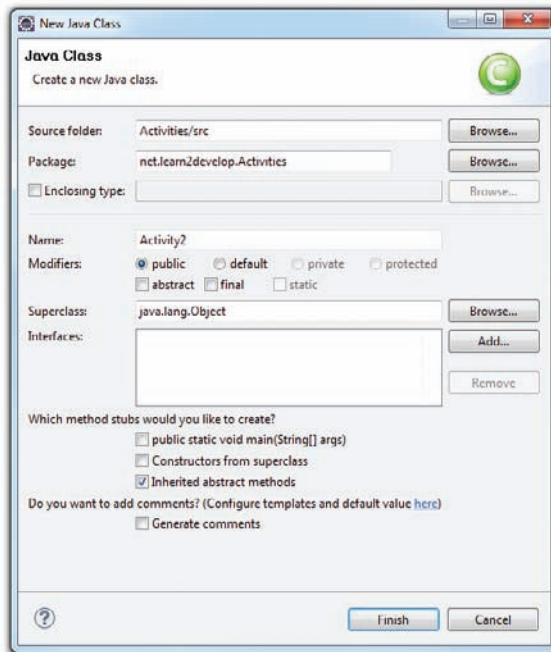 New Java Class
Java Class
Create a new Java class.
Source folder: Activities/src Browse...
Package: net.learn2develop.Activities Browse...
Enclosing type: Browse...
Name: Activity2
Modifiers: public default private protected
abstract final static
Superclass: java.lang.Object Browse...
Interfaces: Add...
Remove
Which method stubs would you like to create?
public static void main(String[] args)
Constructors from superclass
Inherited abstract methods
Do you want to add comments? (Configure templates and default value here)
Generate comments
? Finish Cancel